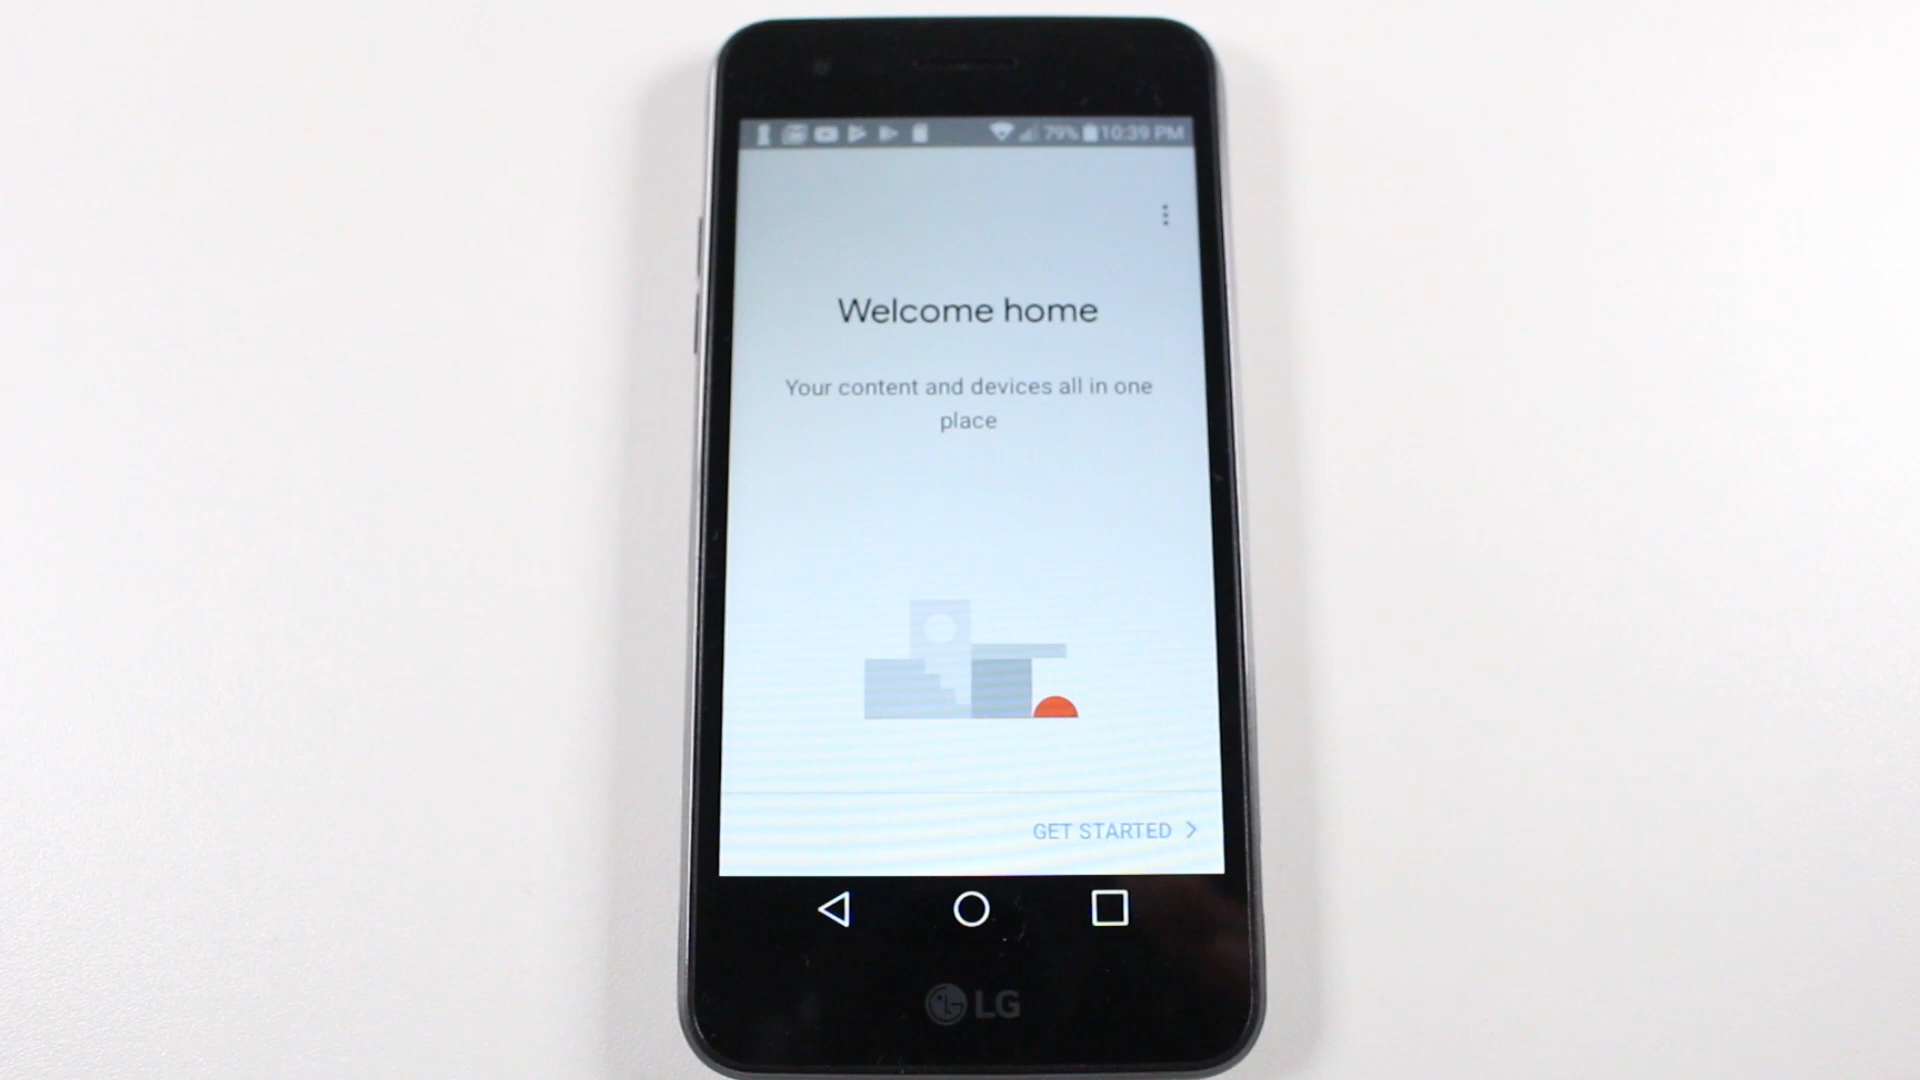 79% 10:39 PM
Welcome home
Your content and devices all in one
place
GET STARTED
LG